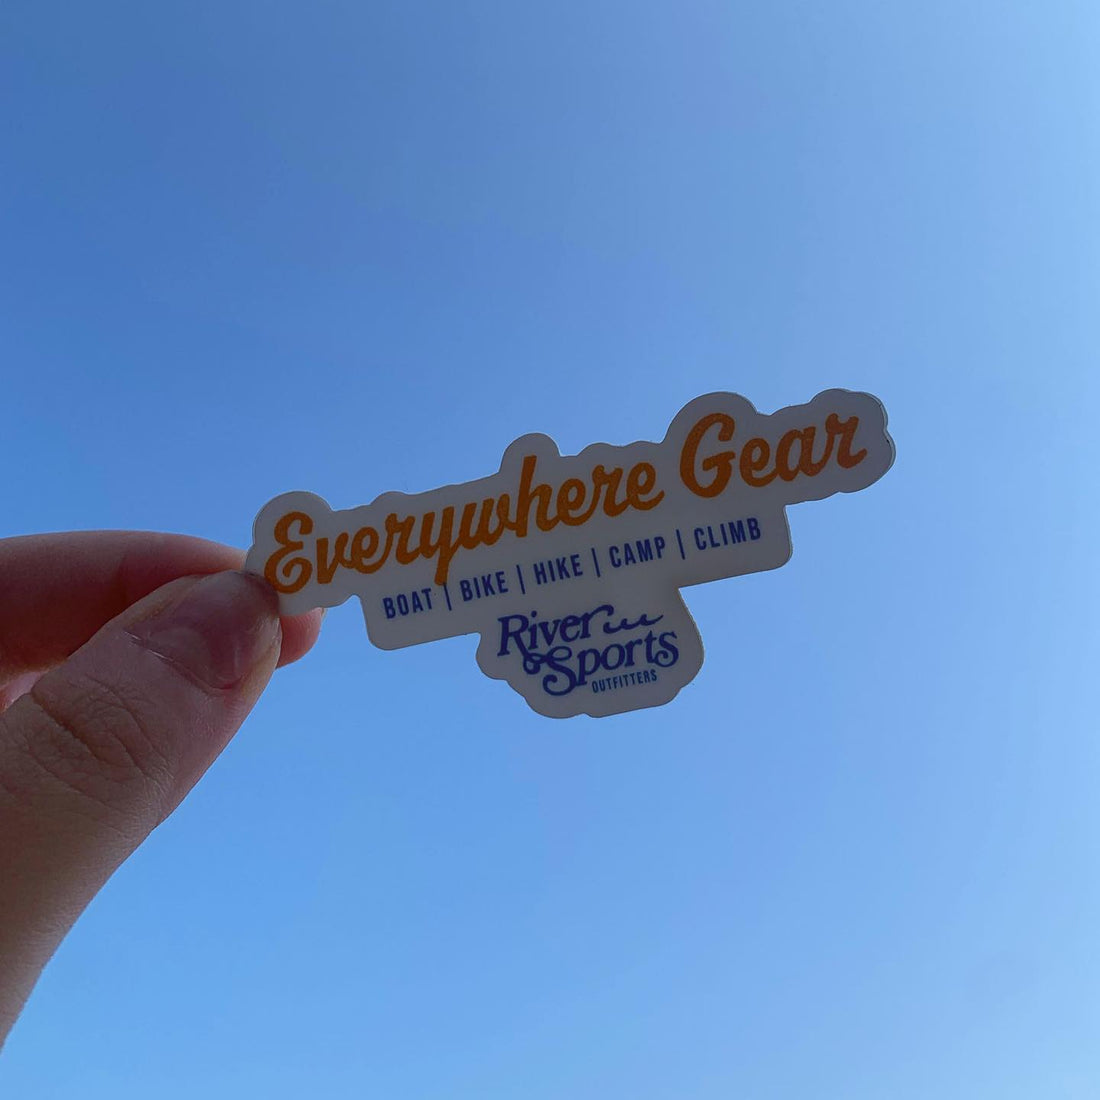 Everywhere Gear
BOAT | BIKE | HIKE | CAMP | CLIMB
River
Sports
OUTFITTERS